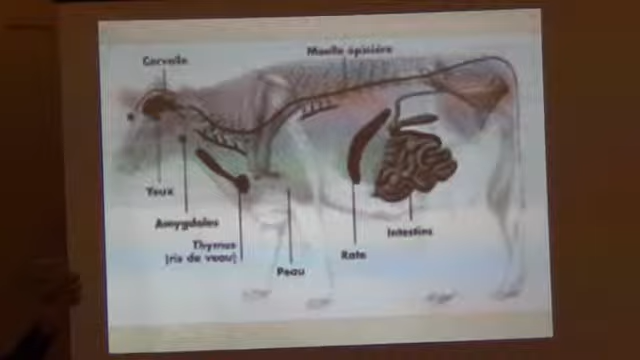 Moelle épinière
Cervelle
Yeux
Amygdales
Thymus
(ris de veau)
Peau
Rate
Intestins